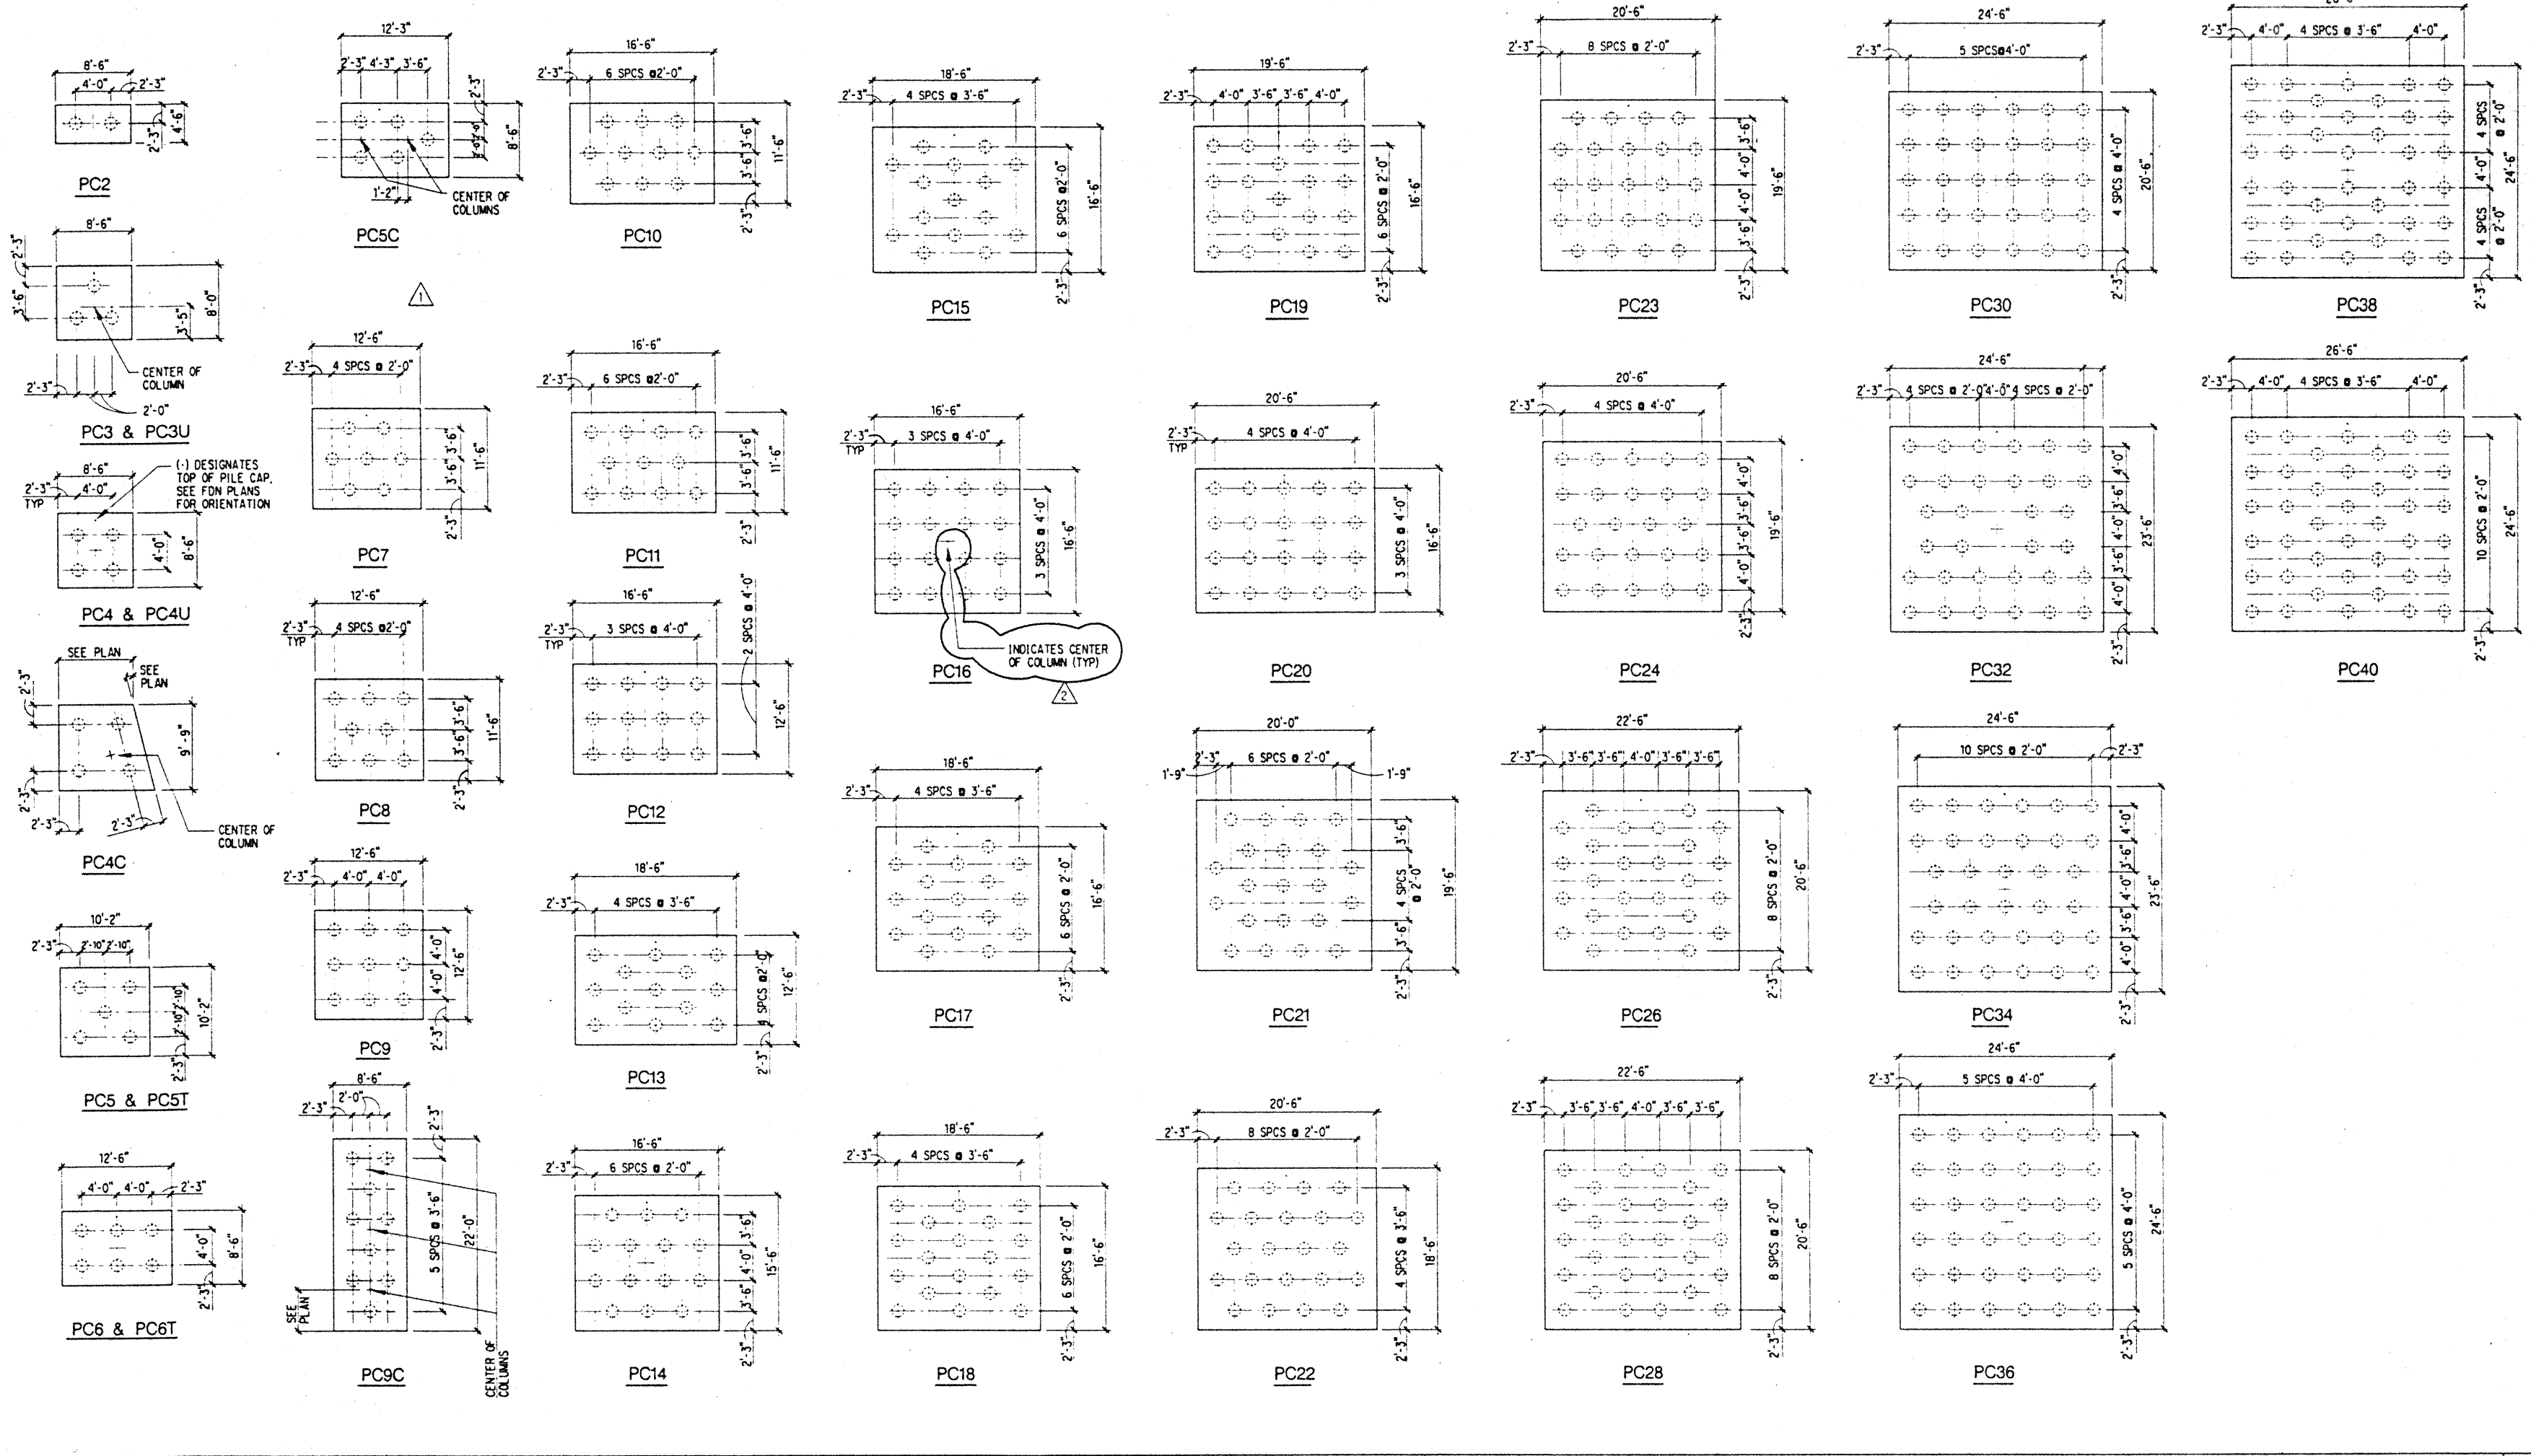 8'-6"
4'-0"
2'-3"
2'-3"
4'-6"
PC2
8'-6"
2'-3"
3'-6"
3'-5"
8'-0"
CENTER OF
COLUMN
2'-3"
2'-0"
PC3 & PC3U
8'-6"
2'-3"
TYP
4'-0"
(·) DESIGNATES
TOP OF PILE CAP.
SEE FDN PLANS
FOR ORIENTATION
4'-0"
8'-6"
PC4 & PC4U
SEE PLAN
SEE
PLAN
2'-3"
9'-9"
2'-3"
2'-3"
2'-3"
CENTER OF
COLUMN
PC4C
10'-2"
2'-3"
2'-10"
2'-10"
2'-10"
2'-10"
10'-2"
2'-3"
PC5 & PC5T
12'-6"
4'-0"
4'-0"
2'-3"
4'-0"
8'-6"
2'-3"
PC6 & PC6T
12'-3"
2'-3"
4'-3"
3'-6"
2'-3"
2'-0"
2'-0"
8'-6"
1'-2"
CENTER OF
COLUMNS
PC5C
1
12'-6"
2'-3"
4 SPCS @ 2'-0"
3'-6"
3'-6"
11'-6"
2'-3"
PC7
12'-6"
2'-3"
TYP
4 SPCS @2'-0"
3'-6"
3'-6"
11'-6"
2'-3"
PC8
12'-6"
2'-3"
4'-0"
4'-0"
4'-0"
4'-0"
12'-6"
2'-3"
PC9
8'-6"
2'-3"
2'-0"
2'-3"
5 SPCS @ 3'-6"
22'-0"
SEE
PLAN
CENTER OF
COLUMNS
PC9C
16'-6"
2'-3"
6 SPCS @2'-0"
3'-6"
3'-6"
11'-6"
2'-3"
PC10
16'-6"
2'-3"
6 SPCS @2'-0"
3'-6"
3'-6"
11'-6"
2'-3"
PC11
16'-6"
2'-3"
TYP
3 SPCS @ 4'-0"
2 SPCS @ 4'-0"
12'-6"
PC12
18'-6"
2'-3"
4 SPCS @ 3'-6"
4 SPCS @2'-0"
12'-6"
2'-3"
PC13
16'-6"
2'-3"
6 SPCS @ 2'-0"
3'-6"
4'-0"
3'-6"
15'-6"
2'-3"
PC14
18'-6"
2'-3"
4 SPCS @ 3'-6"
6 SPCS @2'-0"
16'-6"
2'-3"
PC15
16'-6"
2'-3"
TYP
3 SPCS @ 4'-0"
3 SPCS @ 4'-0"
16'-6"
INDICATES CENTER
OF COLUMN (TYP)
PC16
2
18'-6"
2'-3"
4 SPCS @ 3'-6"
6 SPCS @ 2'-0"
16'-6"
2'-3"
PC17
18'-6"
2'-3"
4 SPCS @ 3'-6"
6 SPCS @ 2'-0"
16'-6"
2'-3"
PC18
19'-6"
2'-3"
4'-0"
3'-6"
3'-6"
4'-0"
6 SPCS @ 2'-0"
16'-6"
2'-3"
PC19
20'-6"
2'-3"
TYP
4 SPCS @ 4'-0"
3 SPCS @ 4'-0"
16'-6"
PC20
20'-0"
2'-3"
6 SPCS @ 2'-0"
1'-9"
1'-9"
3'-6"
4 SPCS
@ 2'-0"
3'-6"
19'-6"
2'-3"
PC21
20'-6"
2'-3"
8 SPCS @ 2'-0"
4 SPCS @ 3'-6"
18'-6"
2'-3"
PC22
20'-6"
2'-3"
8 SPCS @ 2'-0"
3'-6"
4'-0"
4'-0"
3'-6"
19'-6"
2'-3"
PC23
20'-6"
2'-3"
4 SPCS @ 4'-0"
4'-0"
3'-6"
3'-6"
4'-0"
19'-6"
2'-3"
PC24
22'-6"
2'-3"
3'-6"
3'-6"
4'-0"
3'-6"
3'-6"
8 SPCS @ 2'-0"
20'-6"
2'-3"
PC26
22'-6"
2'-3"
3'-6"
3'-6"
4'-0"
3'-6"
3'-6"
8 SPCS @ 2'-0"
20'-6"
2'-3"
PC28
24'-6"
2'-3"
5 SPCS@4'-0"
4 SPCS @ 4'-0"
20'-6"
2'-3"
PC30
24'-6"
2'-3"
4 SPCS @ 2'-0"
4'-0"
4 SPCS @ 2'-0"
4'-0"
3'-6"
4'-0"
3'-6"
4'-0"
23'-6"
2'-3"
PC32
24'-6"
10 SPCS @ 2'-0"
2'-3"
4'-0"
3'-6"
4'-0"
3'-6"
4'-0"
23'-6"
2'-3"
PC34
24'-6"
2'-3"
5 SPCS @ 4'-0"
5 SPCS @ 4'-0"
24'-6"
2'-3"
PC36
2'-3"
4'-0"
4 SPCS @ 3'-6"
4'-0"
4 SPCS
@ 2'-0"
4'-0"
4 SPCS
@ 2'-0"
24'-6"
2'-3"
PC38
26'-6"
2'-3"
4'-0"
4 SPCS @ 3'-6"
4'-0"
10 SPCS @ 2'-0"
24'-6"
2'-3"
PC40